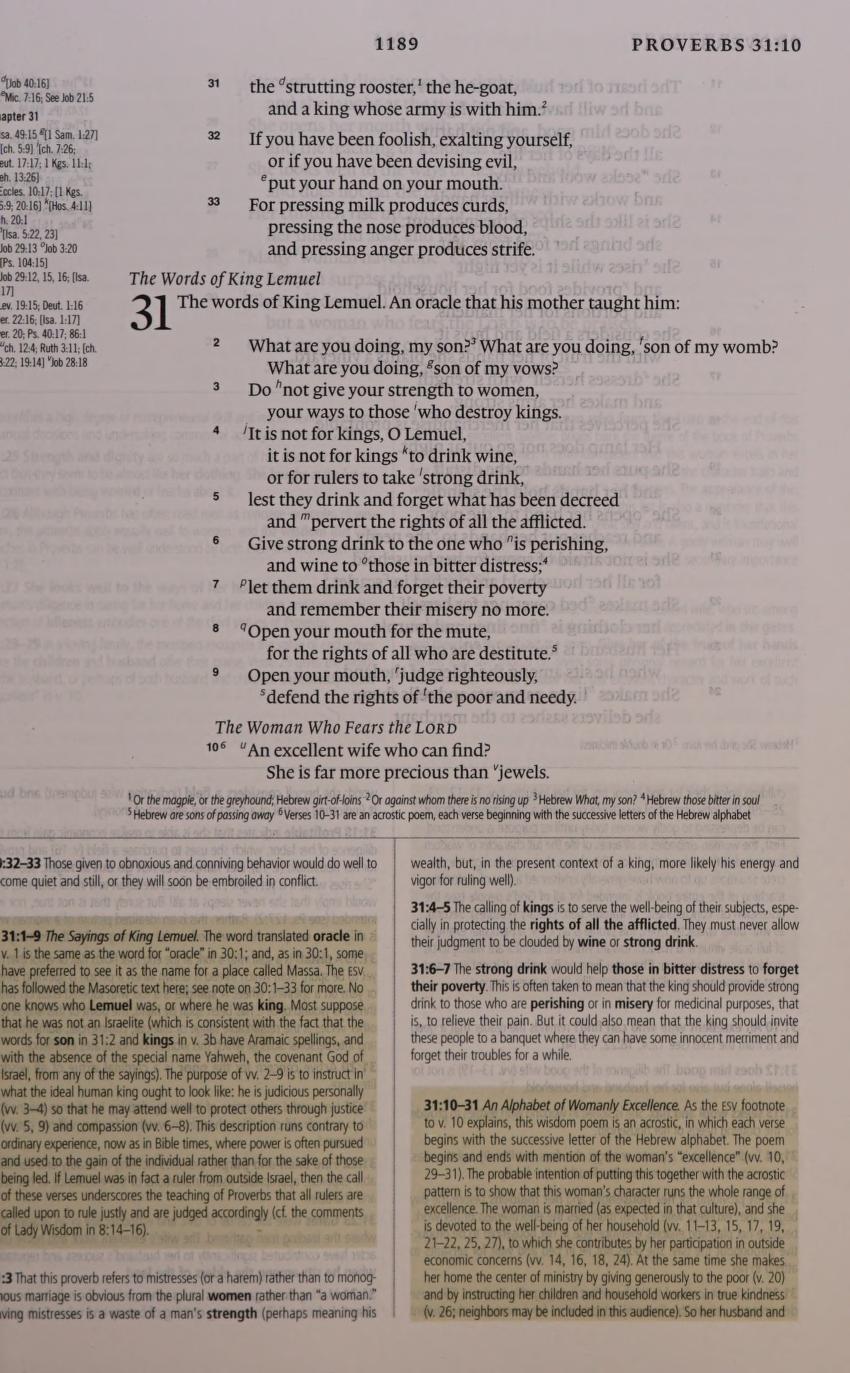 1189
PROVERBS 31:10
ᵈ[Job 40:16]
ᵉMic. 7:16; See Job 21:5
apter 31
sa. 49:15 ᵍ[1 Sam. 1:27]
[ch. 5:9] ⁱ[ch. 7:26;
eut. 17:17; 1 Kgs. 11:1;
eh. 13:26]
Eccles. 10:17; [1 Kgs.
5:9; 20:16] ᵏ[Hos. 4:11]
h. 20:1
[Isa. 5:22, 23]
Job 29:13 ᵒJob 3:20
[Ps. 104:15]
Job 29:12, 15, 16; [Isa.
17]
ev. 19:15; Deut. 1:16
er. 22:16; [Isa. 1:17]
er. 20; Ps. 40:17; 86:1
ᵘch. 12:4; Ruth 3:11; [ch.
8:22; 19:14] ᵛJob 28:18
31 the ᵈstrutting rooster,¹ the he-goat,
and a king whose army is with him.²
32 If you have been foolish, exalting yourself,
or if you have been devising evil,
ᵉput your hand on your mouth.
33 For pressing milk produces curds,
pressing the nose produces blood,
and pressing anger produces strife.
The Words of King Lemuel
31 The words of King Lemuel. An oracle that his mother taught him:
2 What are you doing, my son?³ What are you doing, ᶠson of my womb?
What are you doing, ᵍson of my vows?
3 Do ʰnot give your strength to women,
your ways to those ⁱwho destroy kings.
4 ʲIt is not for kings, O Lemuel,
it is not for kings ᵏto drink wine,
or for rulers to take ˡstrong drink,
5 lest they drink and forget what has been decreed
and ᵐpervert the rights of all the afflicted.
6 Give strong drink to the one who ⁿis perishing,
and wine to ᵒthose in bitter distress;⁴
7 ᵖlet them drink and forget their poverty
and remember their misery no more.
8 ᑫOpen your mouth for the mute,
for the rights of all who are destitute.⁵
9 Open your mouth, ʳjudge righteously,
ˢdefend the rights of ᵗthe poor and needy.
The Woman Who Fears the LORD
10⁶ ᵘAn excellent wife who can find?
She is far more precious than ᵛjewels.
¹Or the magpie, or the greyhound; Hebrew girt-of-loins ²Or against whom there is no rising up ³Hebrew What, my son? ⁴Hebrew those bitter in soul
⁵Hebrew are sons of passing away ⁶Verses 10–31 are an acrostic poem, each verse beginning with the successive letters of the Hebrew alphabet
:32–33 Those given to obnoxious and conniving behavior would do well to
come quiet and still, or they will soon be embroiled in conflict.
31:1–9 The Sayings of King Lemuel. The word translated oracle in
v. 1 is the same as the word for "oracle" in 30:1; and, as in 30:1, some
have preferred to see it as the name for a place called Massa. The ESV
has followed the Masoretic text here; see note on 30:1–33 for more. No
one knows who Lemuel was, or where he was king. Most suppose
that he was not an Israelite (which is consistent with the fact that the
words for son in 31:2 and kings in v. 3b have Aramaic spellings, and
with the absence of the special name Yahweh, the covenant God of
Israel, from any of the sayings). The purpose of vv. 2–9 is to instruct in
what the ideal human king ought to look like: he is judicious personally
(vv. 3–4) so that he may attend well to protect others through justice
(vv. 5, 9) and compassion (vv. 6–8). This description runs contrary to
ordinary experience, now as in Bible times, where power is often pursued
and used to the gain of the individual rather than for the sake of those
being led. If Lemuel was in fact a ruler from outside Israel, then the call
of these verses underscores the teaching of Proverbs that all rulers are
called upon to rule justly and are judged accordingly (cf. the comments
of Lady Wisdom in 8:14–16).
:3 That this proverb refers to mistresses (or a harem) rather than to monog-
nous marriage is obvious from the plural women rather than "a woman."
ving mistresses is a waste of a man's strength (perhaps meaning his
wealth, but, in the present context of a king, more likely his energy and
vigor for ruling well).
31:4–5 The calling of kings is to serve the well-being of their subjects, espe-
cially in protecting the rights of all the afflicted. They must never allow
their judgment to be clouded by wine or strong drink.
31:6–7 The strong drink would help those in bitter distress to forget
their poverty. This is often taken to mean that the king should provide strong
drink to those who are perishing or in misery for medicinal purposes, that
is, to relieve their pain. But it could also mean that the king should invite
these people to a banquet where they can have some innocent merriment and
forget their troubles for a while.
31:10–31 An Alphabet of Womanly Excellence. As the ESV footnote
to v. 10 explains, this wisdom poem is an acrostic, in which each verse
begins with the successive letter of the Hebrew alphabet. The poem
begins and ends with mention of the woman's "excellence" (vv. 10,
29–31). The probable intention of putting this together with the acrostic
pattern is to show that this woman's character runs the whole range of
excellence. The woman is married (as expected in that culture), and she
is devoted to the well-being of her household (vv. 11–13, 15, 17, 19,
21–22, 25, 27), to which she contributes by her participation in outside
economic concerns (vv. 14, 16, 18, 24). At the same time she makes
her home the center of ministry by giving generously to the poor (v. 20)
and by instructing her children and household workers in true kindness
(v. 26; neighbors may be included in this audience). So her husband and